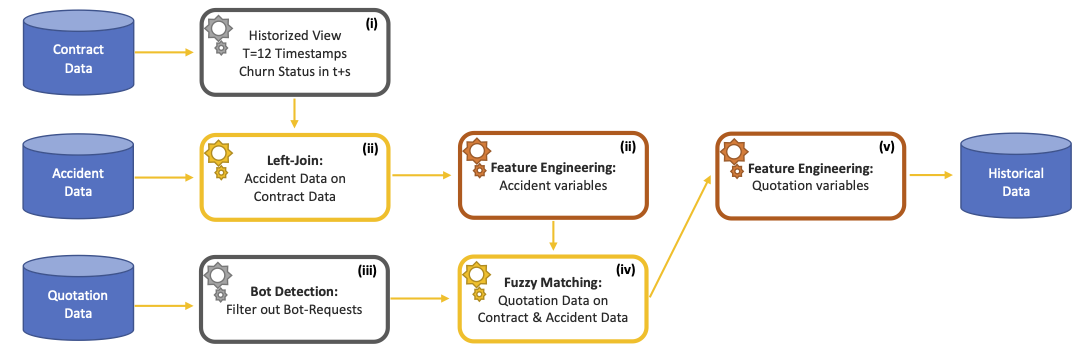 Contract
Data
(i)
Historized View
T=12 Timestamps
Churn Status in t+s
Accident
Data
(ii)
Left-Join:
Accident Data on
Contract Data
(ii)
Feature Engineering:
Accident variables
(v)
Feature Engineering:
Quotation variables
Historical
Data
Quotation
Data
(iii)
Bot Detection:
Filter out Bot-Requests
(iv)
Fuzzy Matching:
Quotation Data on
Contract & Accident Data